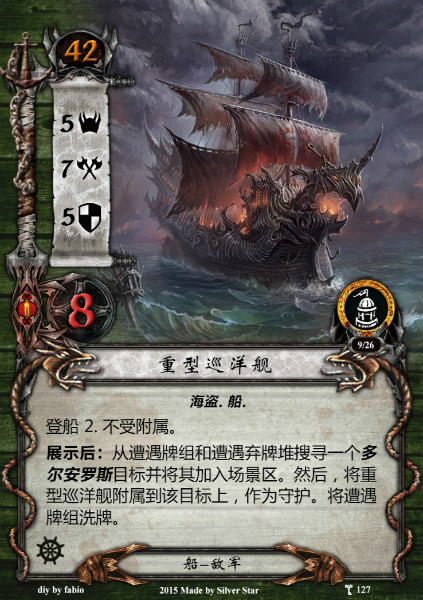 42
5
7
5
8
9/26
重型巡洋舰
海盗. 船.
登船 2. 不受附属。
展示后：从遭遇牌组和遭遇弃牌堆搜寻一个多
尔安罗斯目标并将其加入场景区。然后，将重
型巡洋舰附属到该目标上，作为守护。将遭遇
牌组洗牌。
船–敌军
diy by fabio
2015 Made by Silver Star
127